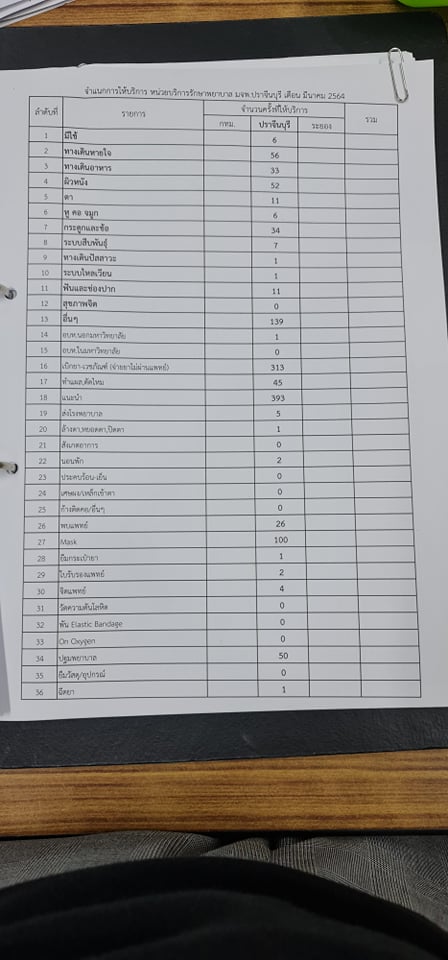 จำแนกการให้บริการ หน่วยบริการรักษาพยาบาล มจพ.ปราจีนบุรี เดือน มีนาคม 2564
ลำดับที่ รายการ จำนวนครั้งที่ให้บริการ รวม
กทม. ปราจีนบุรี ระยอง
1 มีไข้ 6
2 ทางเดินหายใจ 56
3 ทางเดินอาหาร 33
4 ผิวหนัง 52
5 ตา 11
6 หู คอ จมูก 6
7 กระดูกและข้อ 34
8 ระบบสืบพันธุ์ 7
9 ทางเดินปัสสาวะ 1
10 ระบบไหลเวียน 1
11 ฟันและช่องปาก 11
12 สุขภาพจิต 0
13 อื่นๆ 139
14 อบห.นอกมหาวิทยาลัย 1
15 อบห.ในมหาวิทยาลัย 0
16 เบิกยา-เวชภัณฑ์ (จ่ายยาไม่ผ่านแพทย์) 313
17 ทำแผล,ตัดไหม 45
18 แนะนำ 393
19 ส่งโรงพยาบาล 5
20 ล้างตา,หยอดตา,ปิดตา 1
21 สังเกตอาการ 0
22 นอนพัก 2
23 ประคบร้อน-เย็น 0
24 เศษผง/เหล็กเข้าตา 0
25 ก้างติดคอ/อื่นๆ 0
26 พบแพทย์ 26
27 Mask 100
28 ยืมกระเป๋ายา 1
29 ใบรับรองแพทย์ 2
30 จิตแพทย์ 4
31 วัดความดันโลหิต 0
32 พัน Elastic Bandage 0
33 On Oxygen 0
34 ปฐมพยาบาล 50
35 ยืมวัสดุ/อุปกรณ์ 0
36 ฉีดยา 1